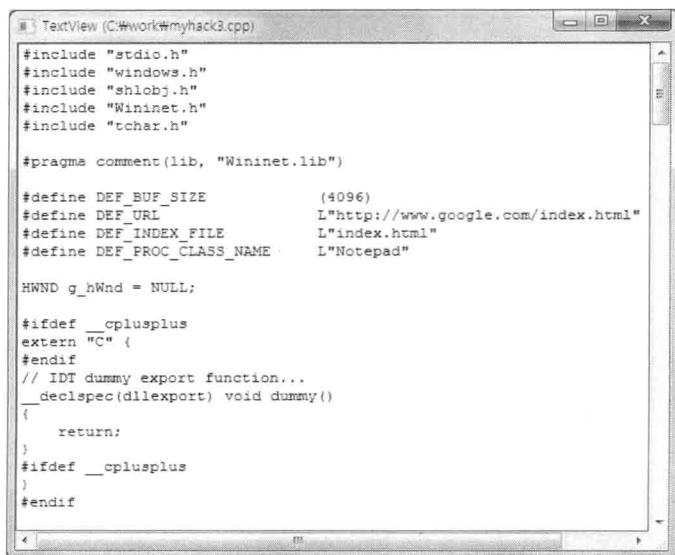 TextView (C:₩work₩myhack3.cpp)
#include "stdio.h"
#include "windows.h"
#include "shlobj.h"
#include "Wininet.h"
#include "tchar.h"

#pragma comment(lib, "Wininet.lib")

#define DEF_BUF_SIZE            (4096)
#define DEF_URL                 L"http://www.google.com/index.html"
#define DEF_INDEX_FILE          L"index.html"
#define DEF_PROC_CLASS_NAME     L"Notepad"

HWND g_hWnd = NULL;

#ifdef __cplusplus
extern "C" {
#endif
// IDT dummy export function...
__declspec(dllexport) void dummy()
{
    return;
}
#ifdef __cplusplus
}
#endif